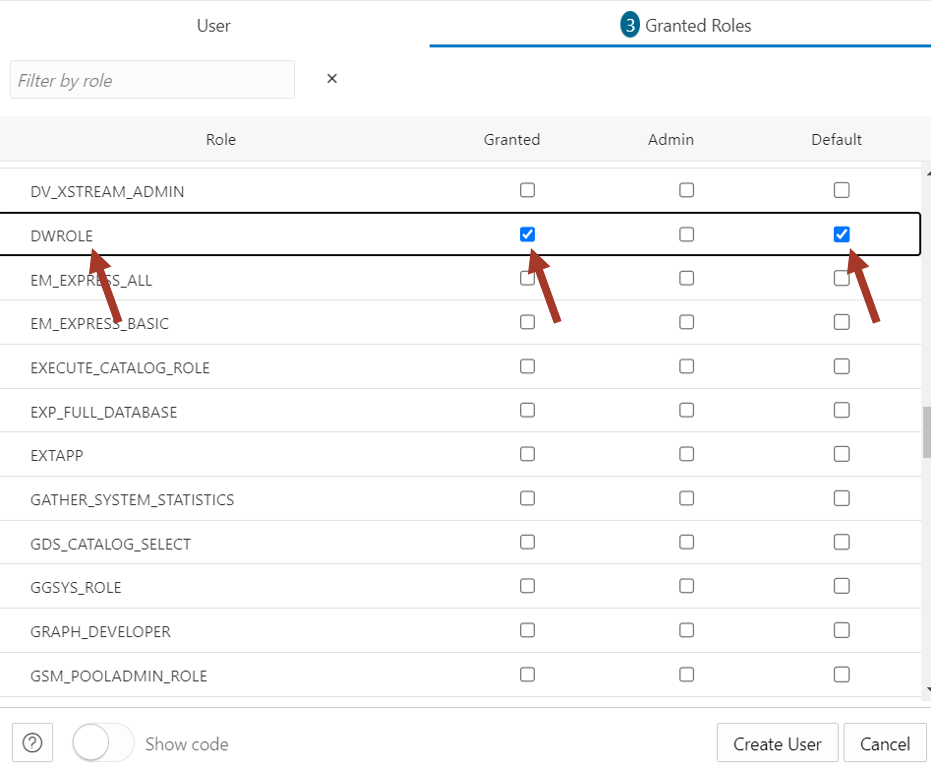 User
3 Granted Roles
Filter by role ×
Role Granted Admin Default
DV_XSTREAM_ADMIN
DWROLE
EM_EXPRESS_ALL
EM_EXPRESS_BASIC
EXECUTE_CATALOG_ROLE
EXP_FULL_DATABASE
EXTAPP
GATHER_SYSTEM_STATISTICS
GDS_CATALOG_SELECT
GGSYS_ROLE
GRAPH_DEVELOPER
GSM_POOLADMIN_ROLE
? Show code Create User Cancel